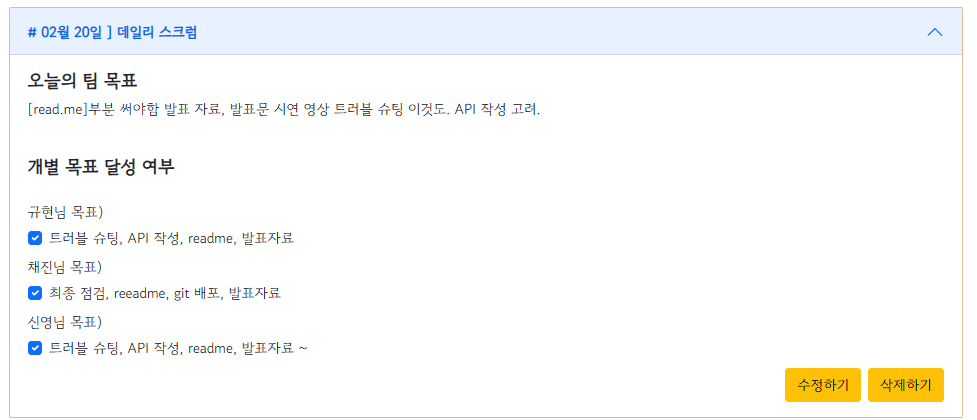 # 02월 20일 ] 데일리 스크럼
오늘의 팀 목표
[read.me]부분 써야함 발표 자료, 발표문 시연 영상 트러블 슈팅 이것도. API 작성 고려.
개별 목표 달성 여부
규현님 목표)
트러블 슈팅, API 작성, readme, 발표자료
채진님 목표)
최종 점검, reeadme, git 배포, 발표자료
신영님 목표)
트러블 슈팅, API 작성, readme, 발표자료 ~
수정하기 삭제하기